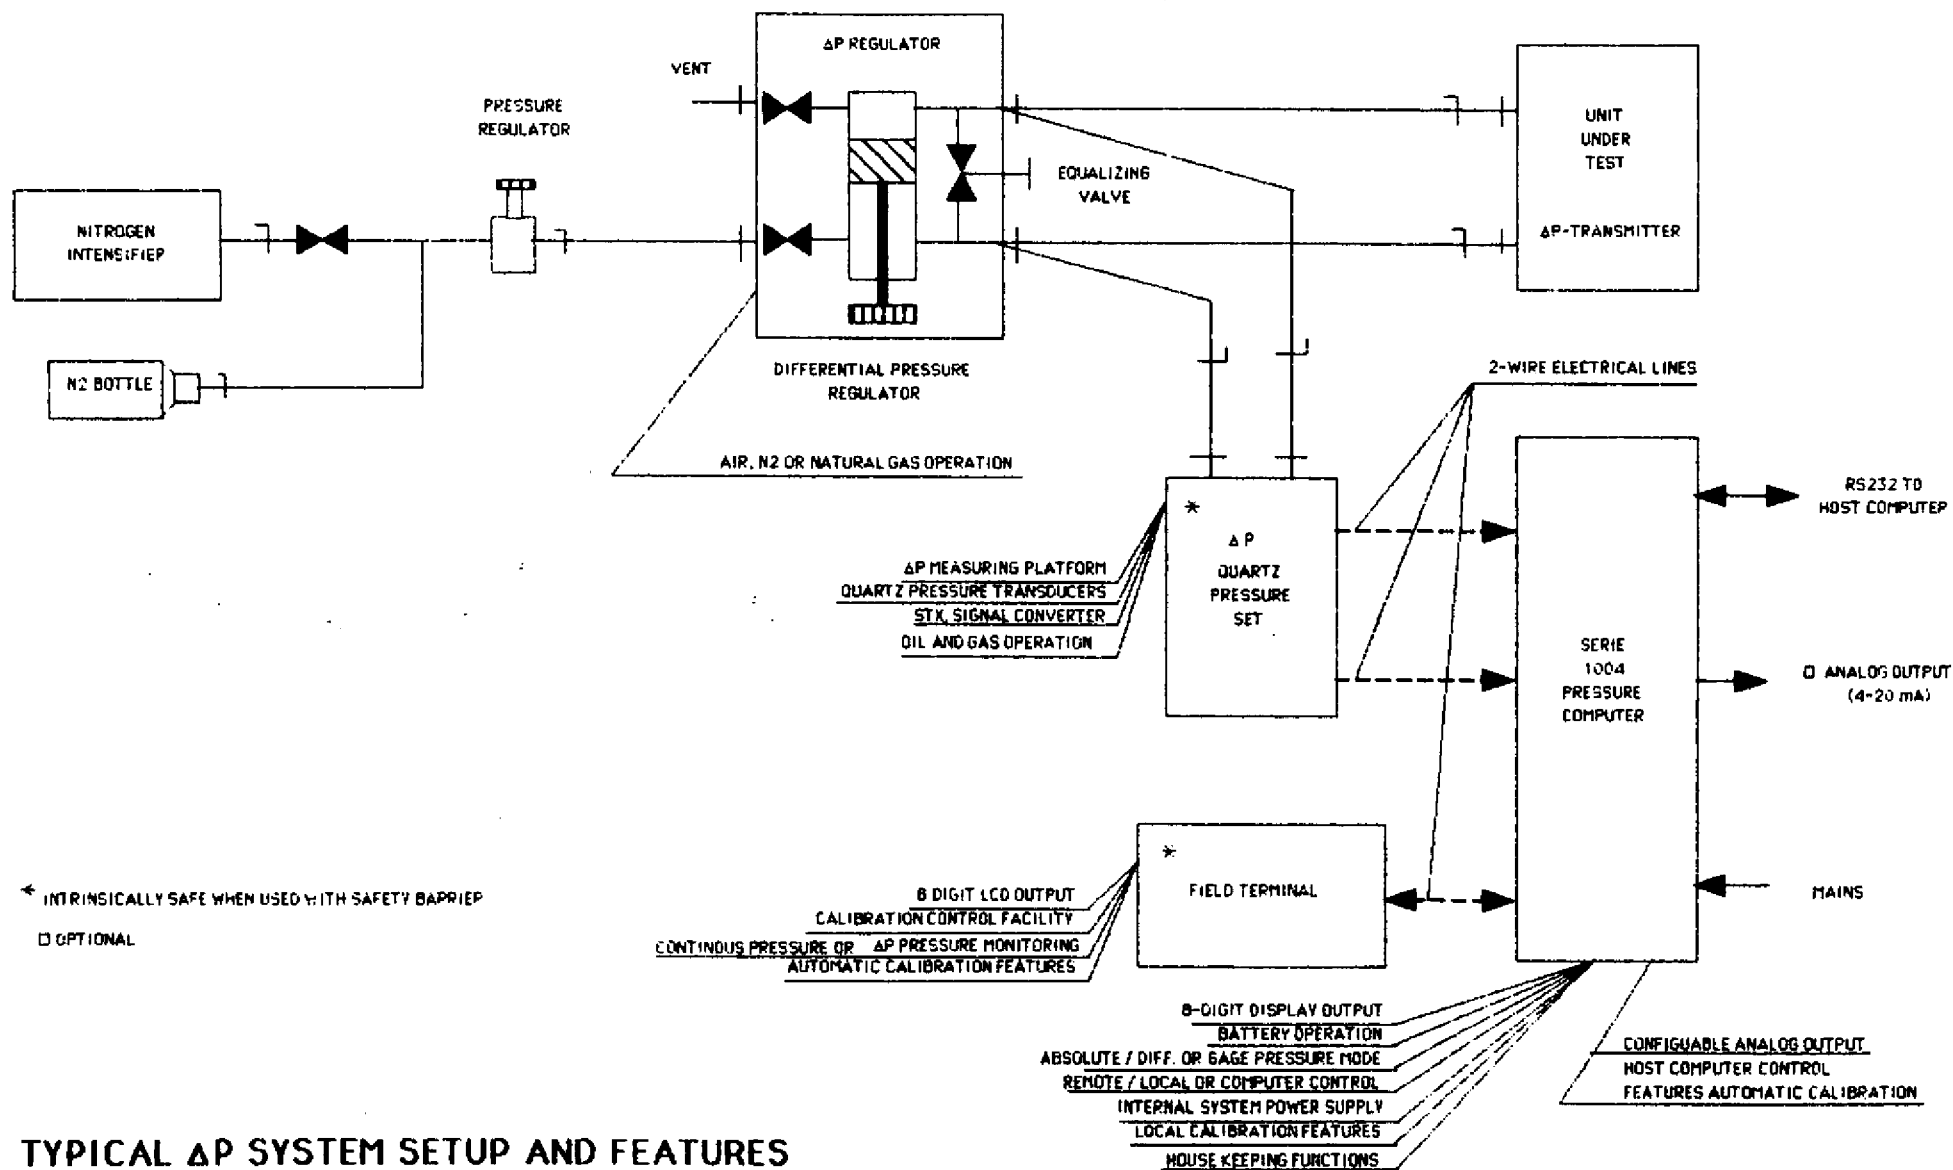 ΔP REGULATOR
VENT
PRESSURE
REGULATOR
UNIT
UNDER
TEST
ΔP-TRANSMITTER
EQUALIZING
VALVE
NITROGEN
INTENSIFIER
N2 BOTTLE
DIFFERENTIAL PRESSURE
REGULATOR
2-WIRE ELECTRICAL LINES
AIR, N2 OR NATURAL GAS OPERATION
*
ΔP
QUARTZ
PRESSURE
SET
ΔP MEASURING PLATFORM
QUARTZ PRESSURE TRANSDUCERS
STX, SIGNAL CONVERTER
OIL AND GAS OPERATION
SERIE
1004
PRESSURE
COMPUTER
RS232 TO
HOST COMPUTER
□ ANALOG OUTPUT
(4-20 mA)
MAINS
*
FIELD TERMINAL
8 DIGIT LCD OUTPUT
CALIBRATION CONTROL FACILITY
CONTINOUS PRESSURE OR ΔP PRESSURE MONITORING
AUTOMATIC CALIBRATION FEATURES
* INTRINSICALLY SAFE WHEN USED WITH SAFETY BARRIER
□ OPTIONAL
8-DIGIT DISPLAY OUTPUT
BATTERY OPERATION
ABSOLUTE / DIFF. OR GAGE PRESSURE MODE
REMOTE / LOCAL OR COMPUTER CONTROL
INTERNAL SYSTEM POWER SUPPLY
LOCAL CALIBRATION FEATURES
HOUSE KEEPING FUNCTIONS
CONFIGUABLE ANALOG OUTPUT
HOST COMPUTER CONTROL
FEATURES AUTOMATIC CALIBRATION
TYPICAL ΔP SYSTEM SETUP AND FEATURES